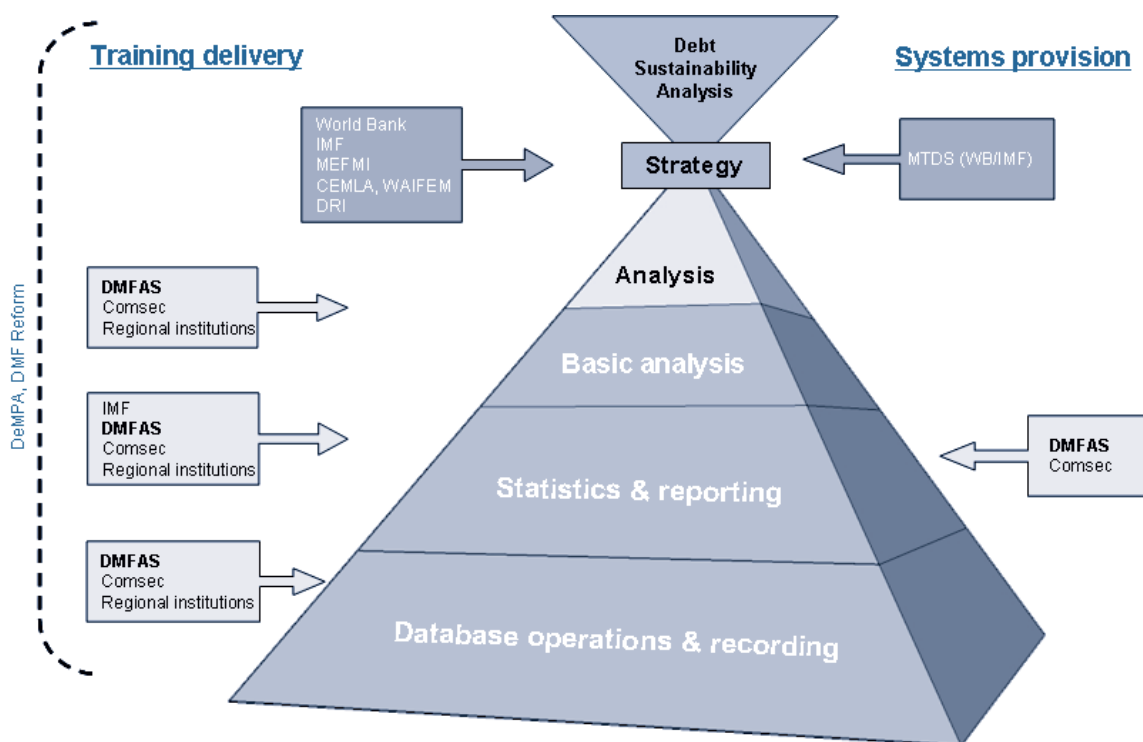 Training delivery
Debt
Sustainability
Analysis
Systems provision
World Bank
IMF
MEFMI
CEMLA, WAIFEM
DRI
Strategy
MTDS (WB/IMF)
DMFAS
Comsec
Regional institutions
Analysis
Basic analysis
IMF
DMFAS
Comsec
Regional institutions
Statistics & reporting
DMFAS
Comsec
DMFAS
Comsec
Regional institutions
Database operations & recording
DeMPA, DMF Reform